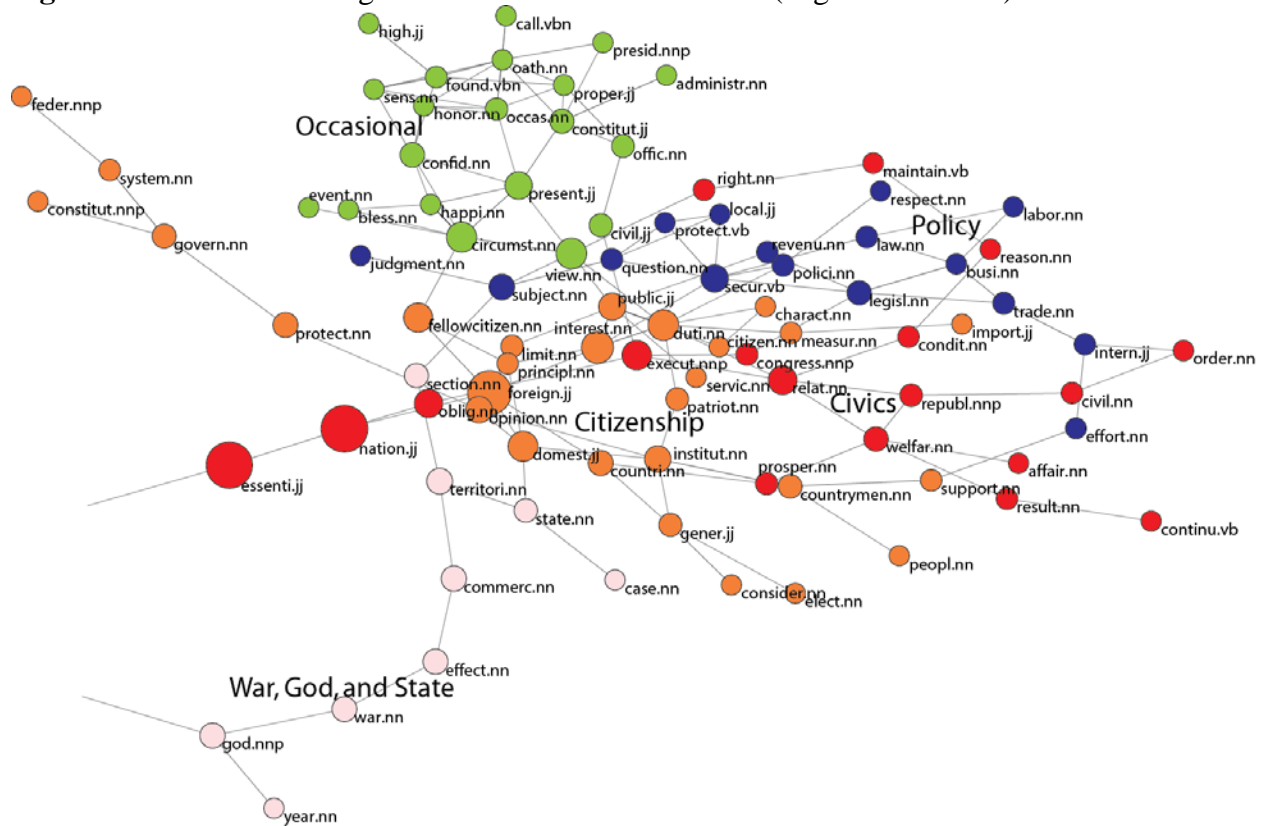 high.jj
call.vbn
presid.nnp
oath.nn
feder.nnp
sens.nn
found.vbn
proper.jj
administr.nn
honor.nn
occas.nn
Occasional
constitut.jj
confid.nn
offic.nn
system.nn
right.nn
maintain.vb
event.nn
present.jj
respect.nn
constitut.nnp
bless.nn
happi.nn
local.jj
labor.nn
civil.jj
protect.vb
Policy
govern.nn
circumst.nn
revenu.nn
law.nn
reason.nn
judgment.nn
view.nn
question.nn
polici.nn
busi.nn
subject.nn
secur.vb
public.jj
legisl.nn
trade.nn
protect.nn
fellowcitizen.nn
interest.nn
duti.nn
charact.nn
import.jj
limit.nn
citizen.nn
measur.nn
condit.nn
intern.jj
order.nn
principl.nn
execut.nnp
congress.nnp
section.nn
foreign.jj
servic.nn
relat.nn
oblig.nn
opinion.nn
patriot.nn
Civics
republ.nnp
civil.nn
Citizenship
nation.jj
welfar.nn
effort.nn
domest.jj
countri.nn
institut.nn
prosper.nn
affair.nn
essenti.jj
territori.nn
countrymen.nn
support.nn
result.nn
state.nn
gener.jj
continu.vb
peopl.nn
commerc.nn
case.nn
consider.nn
elect.nn
effect.nn
War, God, and State
war.nn
god.nnp
year.nn